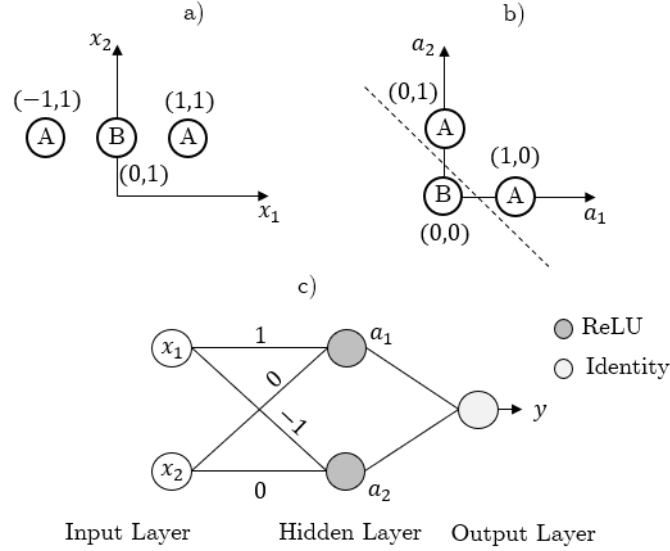 a)
x₂
(−1,1)
(1,1)
A
B
A
(0,1)
x₁
b)
a₂
(0,1)
A
(1,0)
B
A
(0,0)
a₁
c)
x₁
1
a₁
0
−1
x₂
0
a₂
y
ReLU
Identity
Input Layer
Hidden Layer
Output Layer